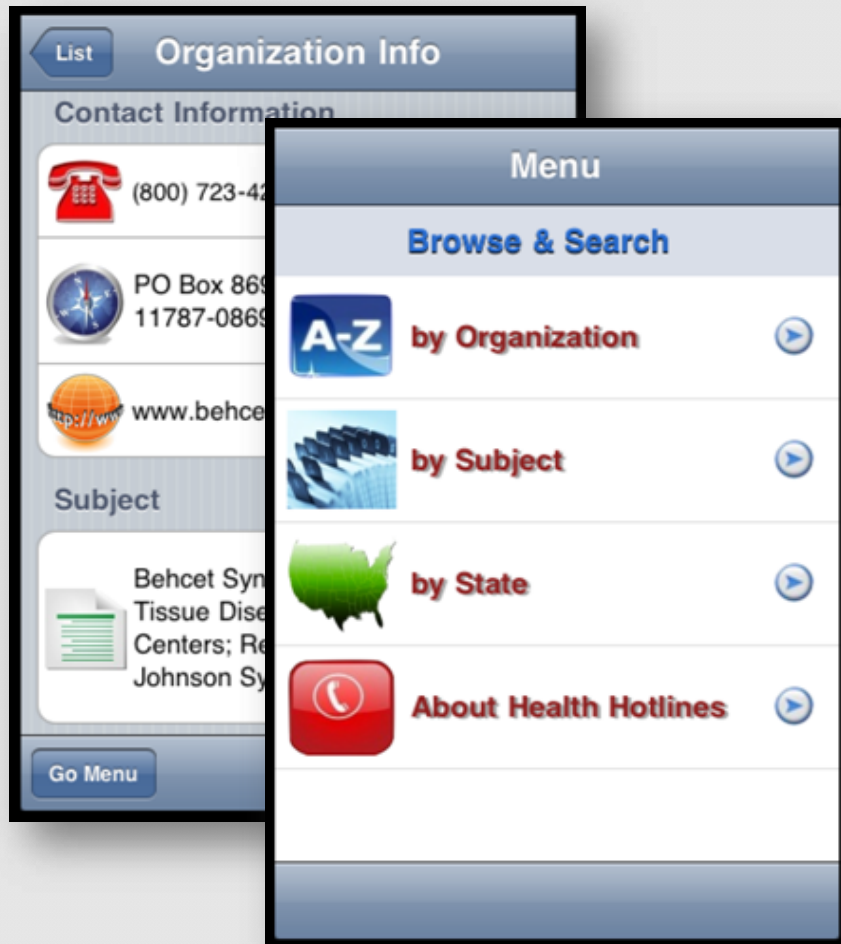 List
Organization Info
Contact Information
(800) 723-42
PO Box 869
11787-0869
http://ww
www.behce
Subject
Behcet Syn
Tissue Dise
Centers; Re
Johnson Sy
Go Menu
Menu
Browse & Search
A-Z
by Organization
by Subject
by State
About Health Hotlines